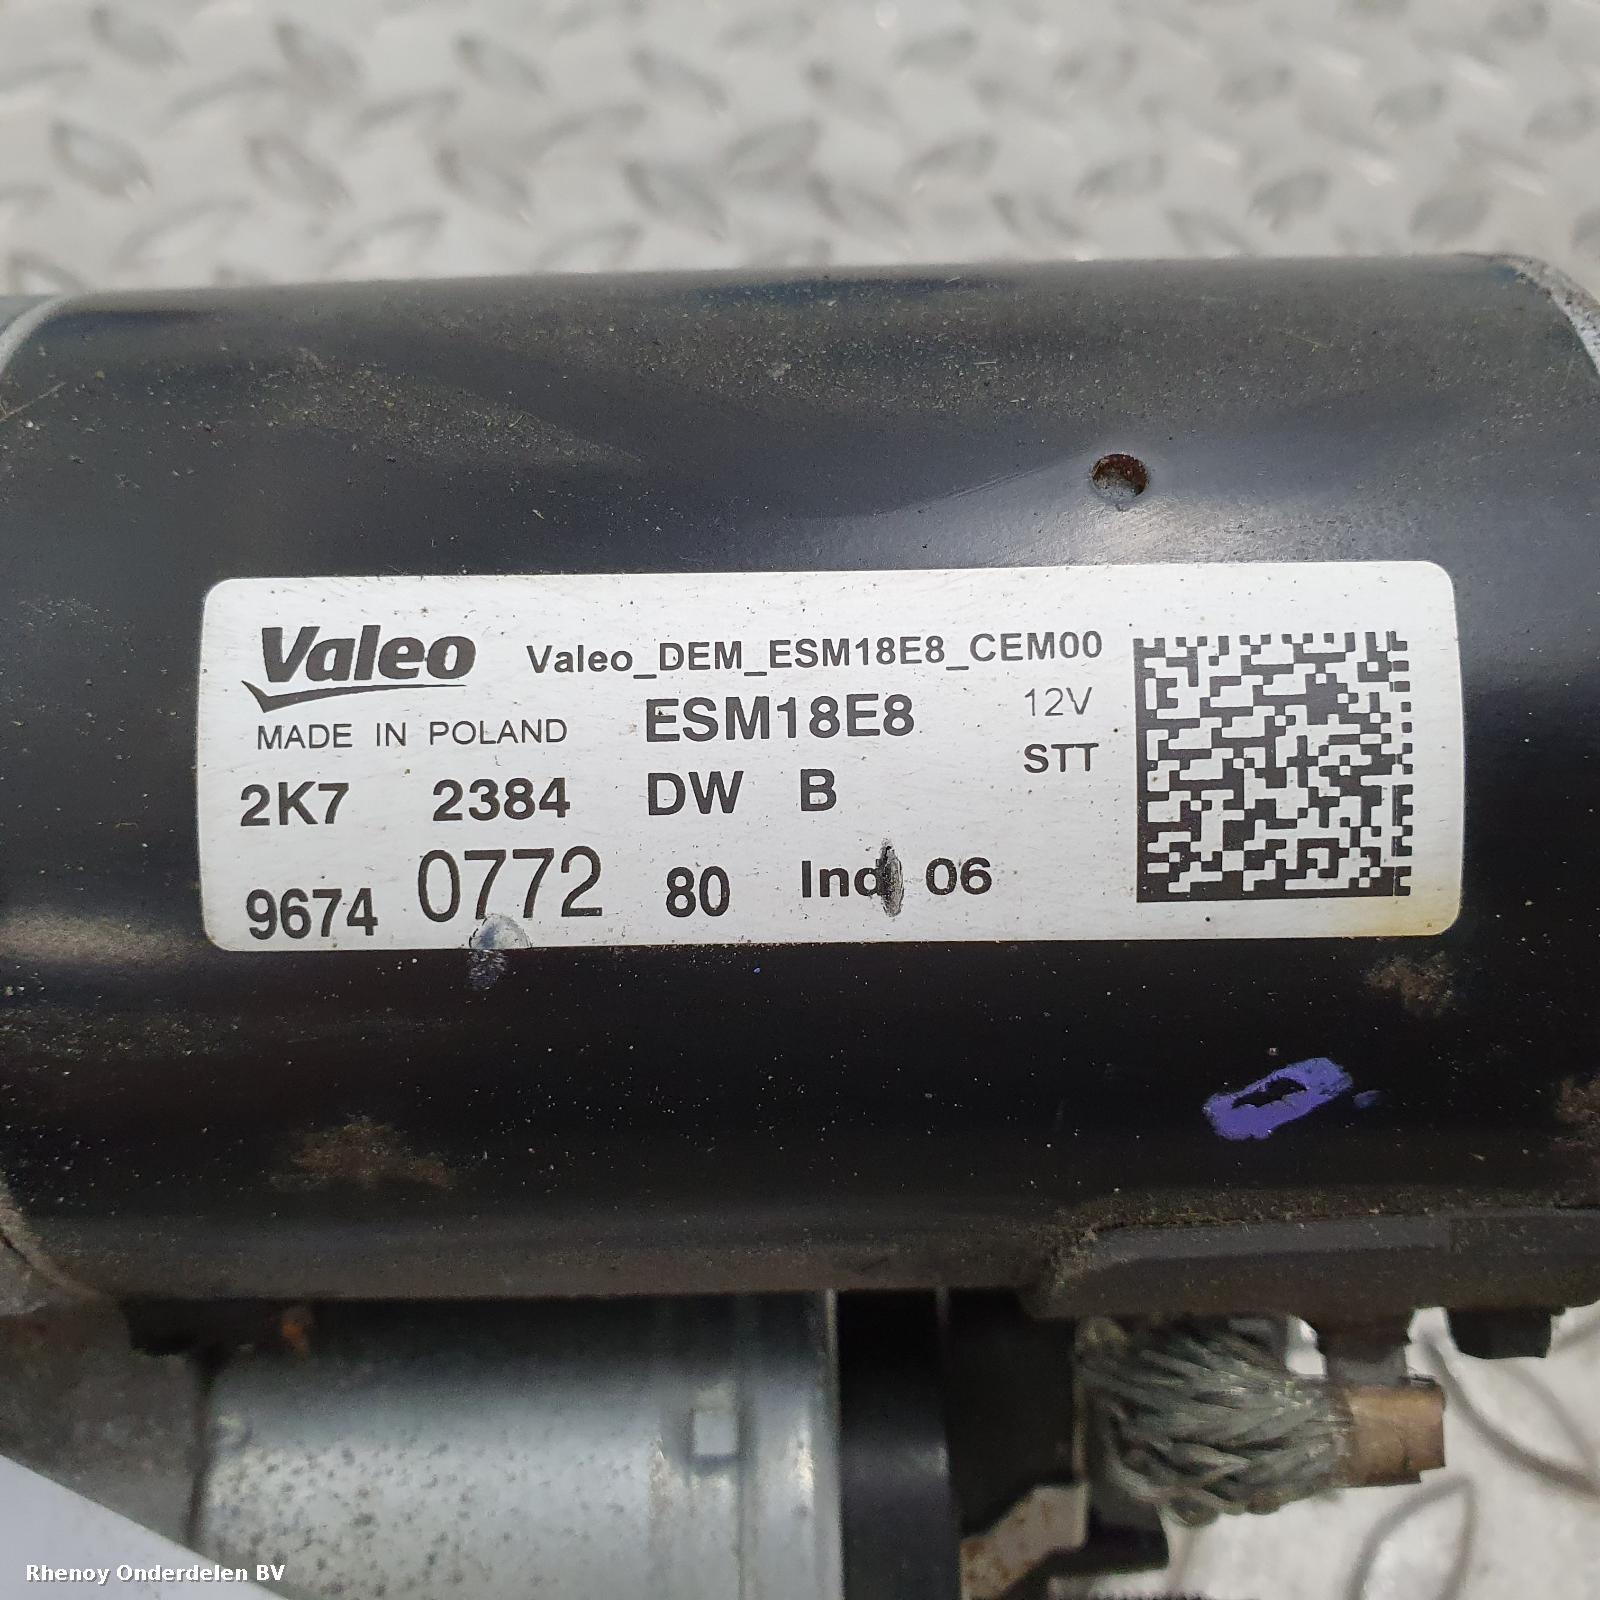 Valeo Valeo_DEM_ESM18E8_CEM00
MADE IN POLAND ESM18E8 12V
STT
2K7 2384 DW B
9674 0772 80 Ind 06
Rhenoy Onderdelen BV